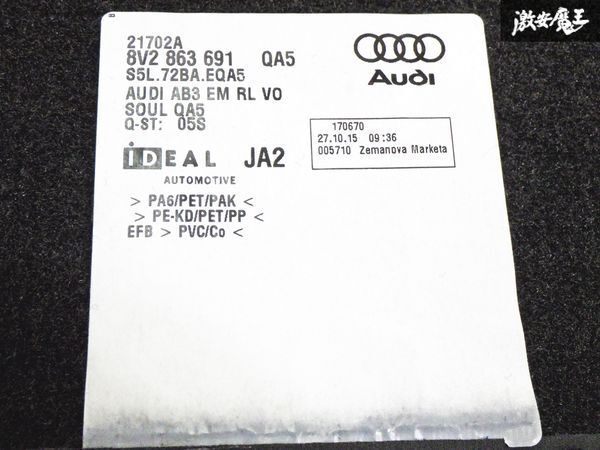 激安魔王
21702A
8V2 863 691 QA5
S5L.72BA.EQA5
AUDI AB3 EM RL VO
SOUL QA5
Q-ST: 05S
Audi
170670
27.10.15 09:36
005710 Zemanova Marketa
iDEAL JA2
AUTOMOTIVE
> PA6/PET/PAK <
> PE-KD/PET/PP <
EFB > PVC/Co <